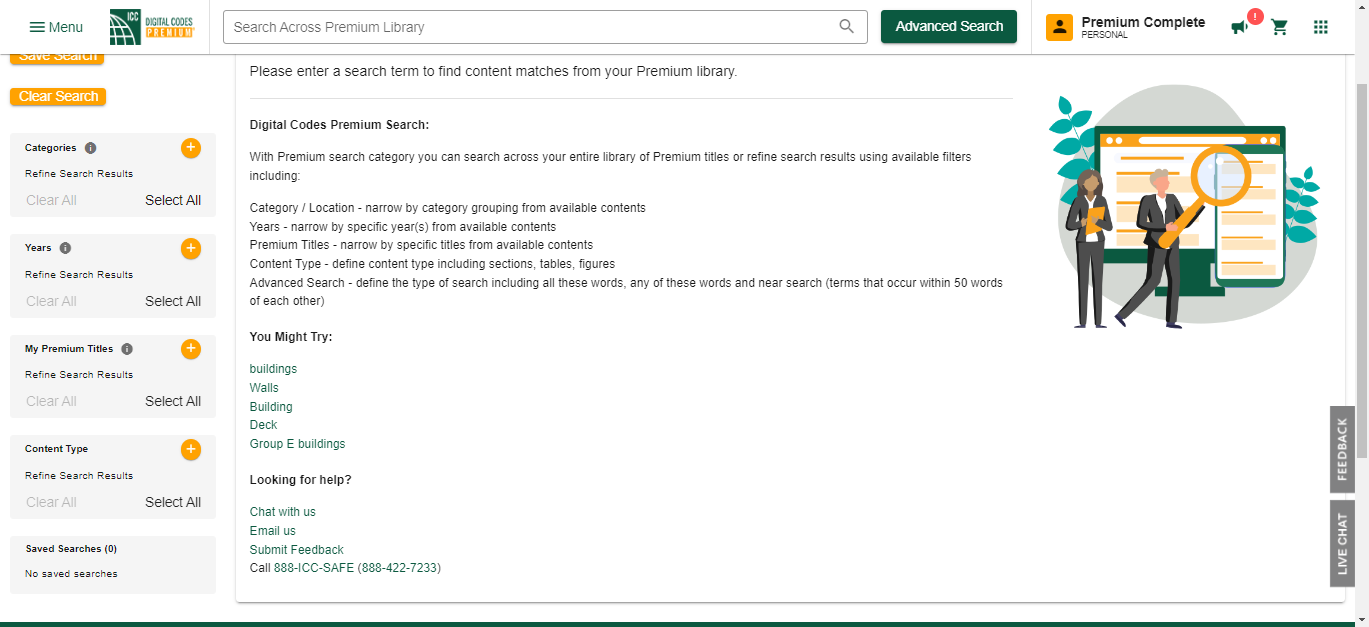 Menu
ICC
DIGITAL CODES
PREMIUM
Search Across Premium Library
Advanced Search
Premium Complete
PERSONAL
!
Save Search
Clear Search
Categories
Refine Search Results
Clear All Select All
Years
Refine Search Results
Clear All Select All
My Premium Titles
Refine Search Results
Clear All Select All
Content Type
Refine Search Results
Clear All Select All
Saved Searches (0)
No saved searches
Please enter a search term to find content matches from your Premium library.
Digital Codes Premium Search:
With Premium search category you can search across your entire library of Premium titles or refine search results using available filters
including:
Category / Location - narrow by category grouping from available contents
Years - narrow by specific year(s) from available contents
Premium Titles - narrow by specific titles from available contents
Content Type - define content type including sections, tables, figures
Advanced Search - define the type of search including all these words, any of these words and near search (terms that occur within 50 words
of each other)
You Might Try:
buildings
Walls
Building
Deck
Group E buildings
Looking for help?
Chat with us
Email us
Submit Feedback
Call 888-ICC-SAFE (888-422-7233)
FEEDBACK
LIVE CHAT